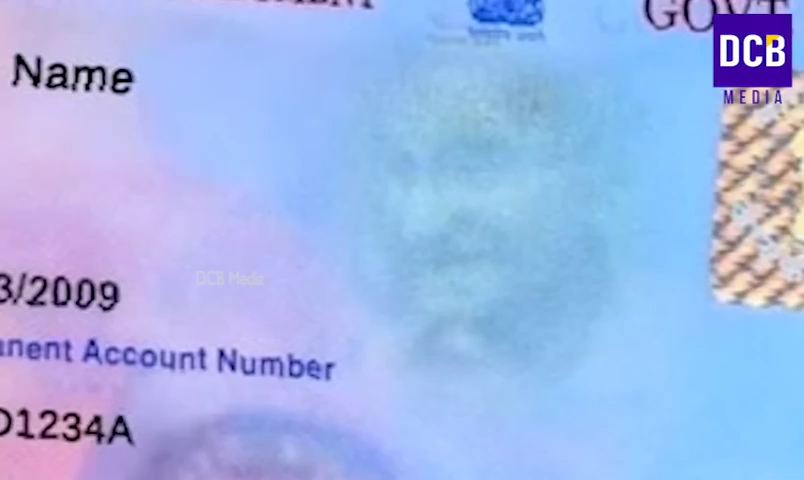 GOVT
DCB
MEDIA
Name
DCB Media
3/2009
anent Account Number
D1234A